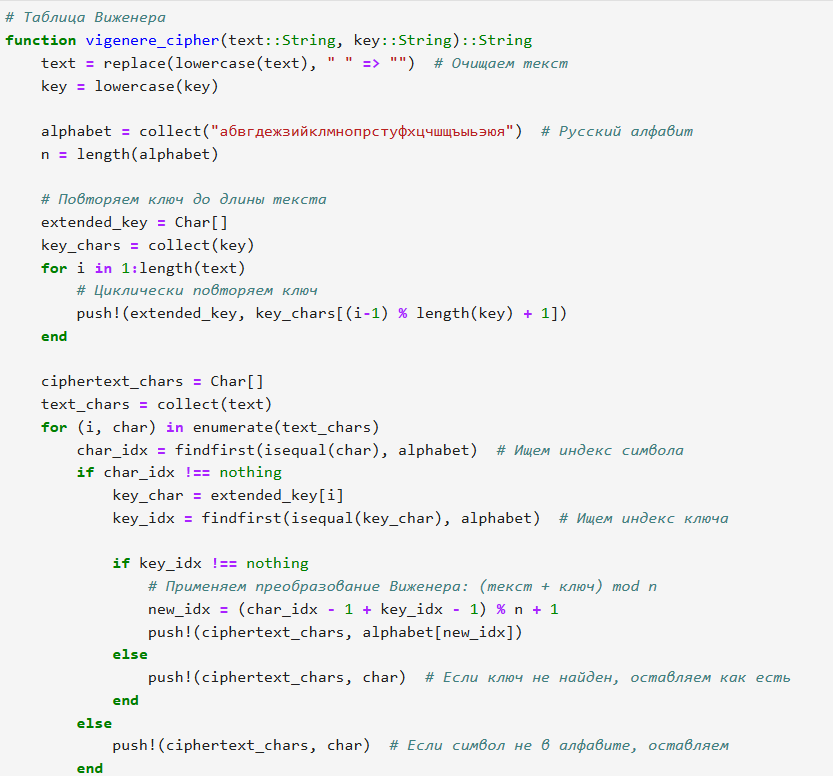 # Таблица Виженера
function vigenere_cipher(text::String, key::String)::String
    text = replace(lowercase(text), " " => "")  # Очищаем текст
    key = lowercase(key)

    alphabet = collect("абвгдежзийклмнопрстуфхцчшщъыьэюя")  # Русский алфавит
    n = length(alphabet)

    # Повторяем ключ до длины текста
    extended_key = Char[]
    key_chars = collect(key)
    for i in 1:length(text)
        # Циклически повторяем ключ
        push!(extended_key, key_chars[(i-1) % length(key) + 1])
    end

    ciphertext_chars = Char[]
    text_chars = collect(text)
    for (i, char) in enumerate(text_chars)
        char_idx = findfirst(isequal(char), alphabet)  # Ищем индекс символа
        if char_idx !== nothing
            key_char = extended_key[i]
            key_idx = findfirst(isequal(key_char), alphabet)  # Ищем индекс ключа

            if key_idx !== nothing
                # Применяем преобразование Виженера: (текст + ключ) mod n
                new_idx = (char_idx - 1 + key_idx - 1) % n + 1
                push!(ciphertext_chars, alphabet[new_idx])
            else
                push!(ciphertext_chars, char)  # Если ключ не найден, оставляем как есть
            end
        else
            push!(ciphertext_chars, char)  # Если символ не в алфавите, оставляем
        end